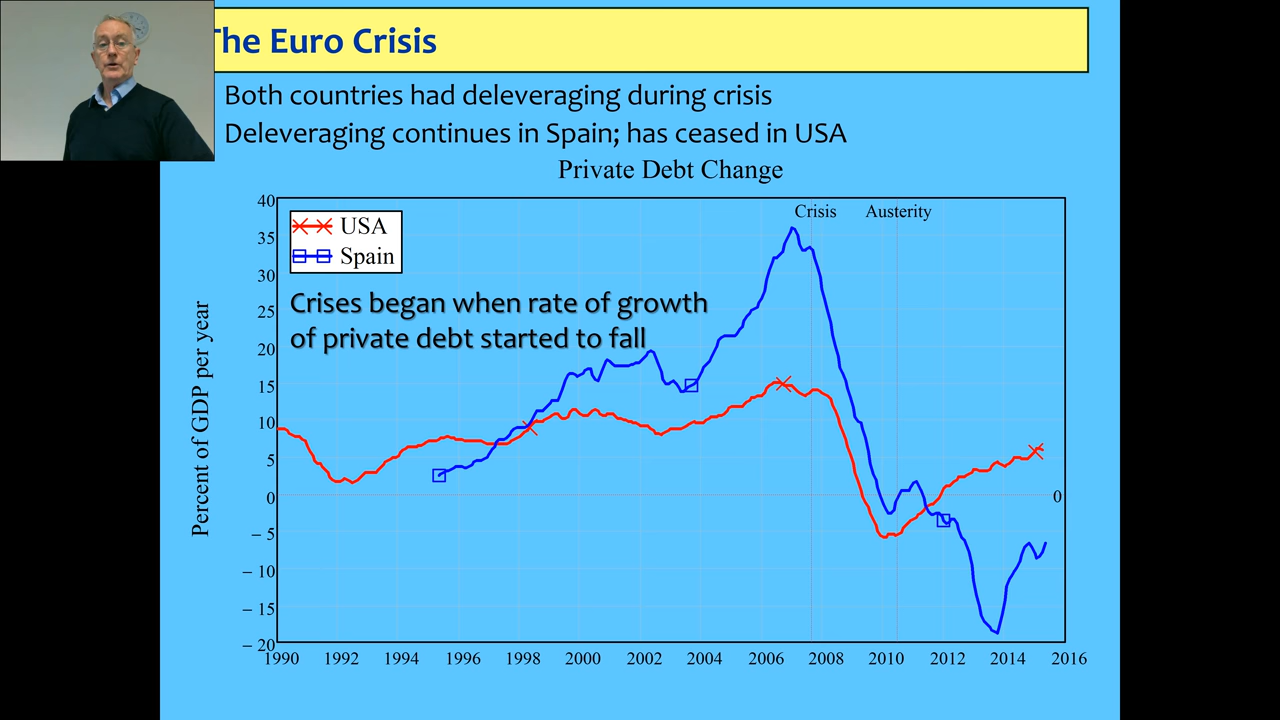 The Euro Crisis
Both countries had deleveraging during crisis
Deleveraging continues in Spain; has ceased in USA
Private Debt Change
Crisis Austerity
USA
Spain
Crises began when rate of growth
of private debt started to fall
Percent of GDP per year
40
35
30
25
20
15
10
5
0
0
– 5
– 10
– 15
– 20
1990 1992 1994 1996 1998 2000 2002 2004 2006 2008 2010 2012 2014 2016